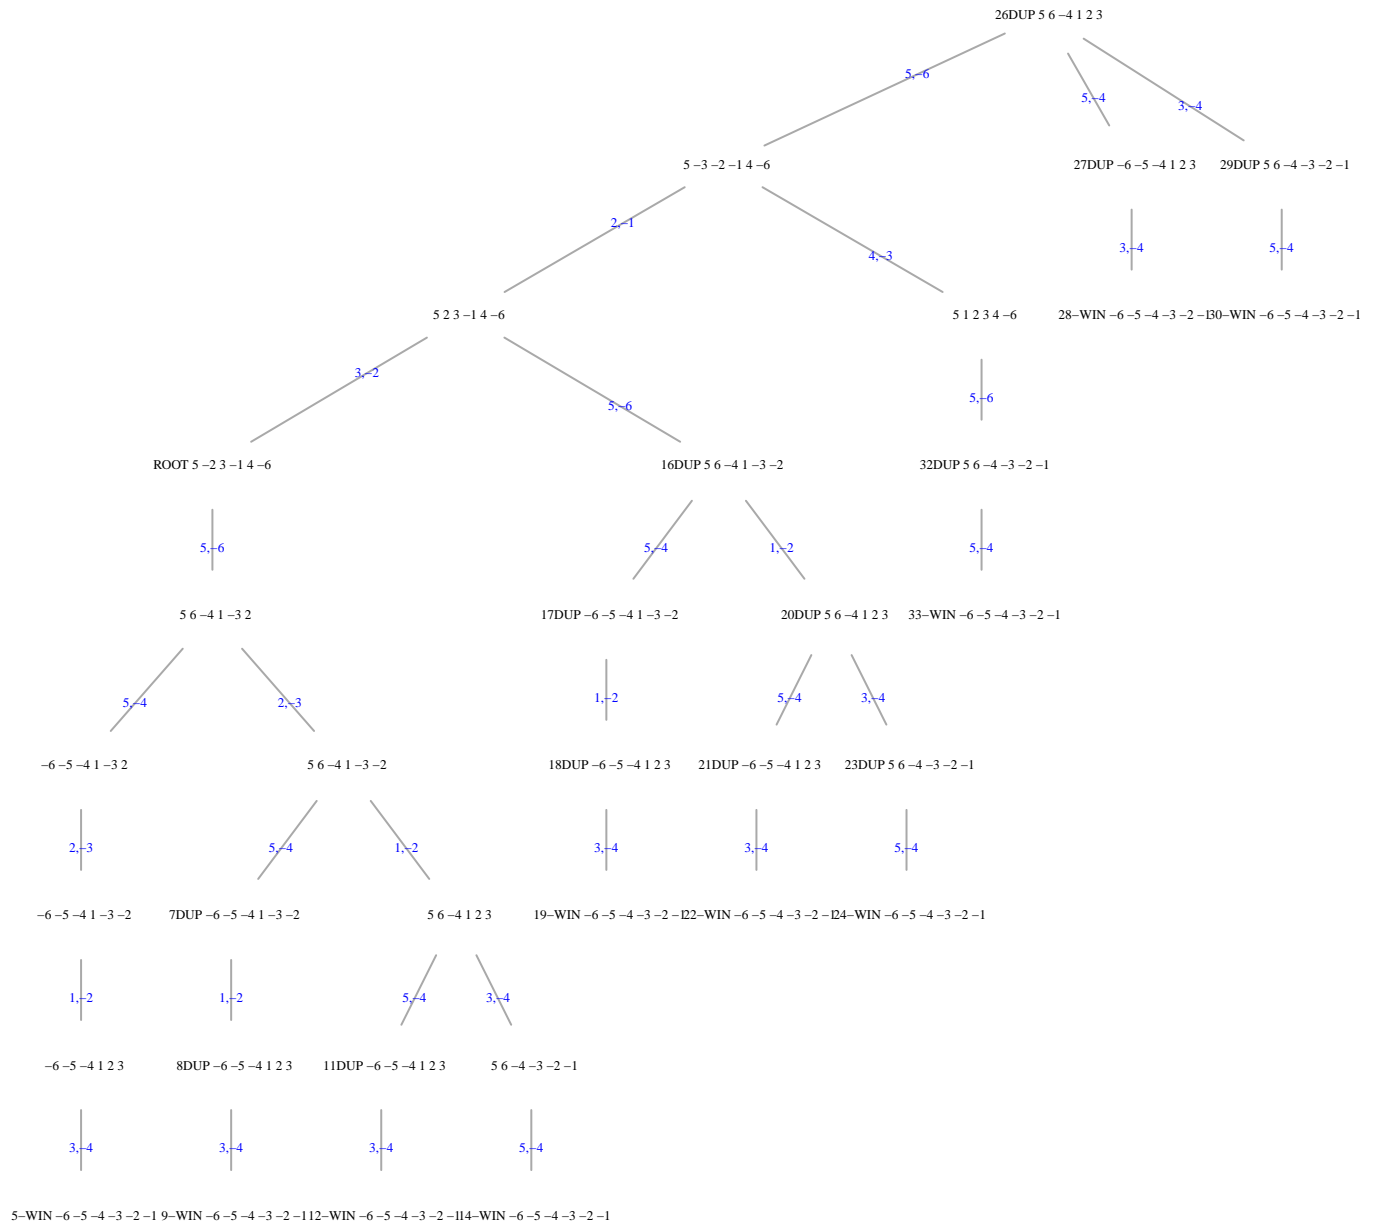 26DUP 5 6 −4 1 2 3
5,−6
5,−4
3,−4
5 −3 −2 −1 4 −6
27DUP −6 −5 −4 1 2 3
29DUP 5 6 −4 −3 −2 −1
2,−1
4,−3
3,−4
5,−4
5 2 3 −1 4 −6
5 1 2 3 4 −6
28−WIN −6 −5 −4 −3 −2 −1
30−WIN −6 −5 −4 −3 −2 −1
3,−2
5,−6
5,−6
ROOT 5 −2 3 −1 4 −6
16DUP 5 6 −4 1 −3 −2
32DUP 5 6 −4 −3 −2 −1
5,−6
5,−4
1,−2
5,−4
5 6 −4 1 −3 2
17DUP −6 −5 −4 1 −3 −2
20DUP 5 6 −4 1 2 3
33−WIN −6 −5 −4 −3 −2 −1
5,−4
2,−3
1,−2
5,−4
3,−4
−6 −5 −4 1 −3 2
5 6 −4 1 −3 −2
18DUP −6 −5 −4 1 2 3
21DUP −6 −5 −4 1 2 3
23DUP 5 6 −4 −3 −2 −1
2,−3
5,−4
1,−2
3,−4
3,−4
5,−4
−6 −5 −4 1 −3 −2
7DUP −6 −5 −4 1 −3 −2
5 6 −4 1 2 3
19−WIN −6 −5 −4 −3 −2 −1
22−WIN −6 −5 −4 −3 −2 −1
24−WIN −6 −5 −4 −3 −2 −1
1,−2
1,−2
5,−4
3,−4
−6 −5 −4 1 2 3
8DUP −6 −5 −4 1 2 3
11DUP −6 −5 −4 1 2 3
5 6 −4 −3 −2 −1
3,−4
3,−4
3,−4
5,−4
5−WIN −6 −5 −4 −3 −2 −1
9−WIN −6 −5 −4 −3 −2 −1
12−WIN −6 −5 −4 −3 −2 −1
14−WIN −6 −5 −4 −3 −2 −1